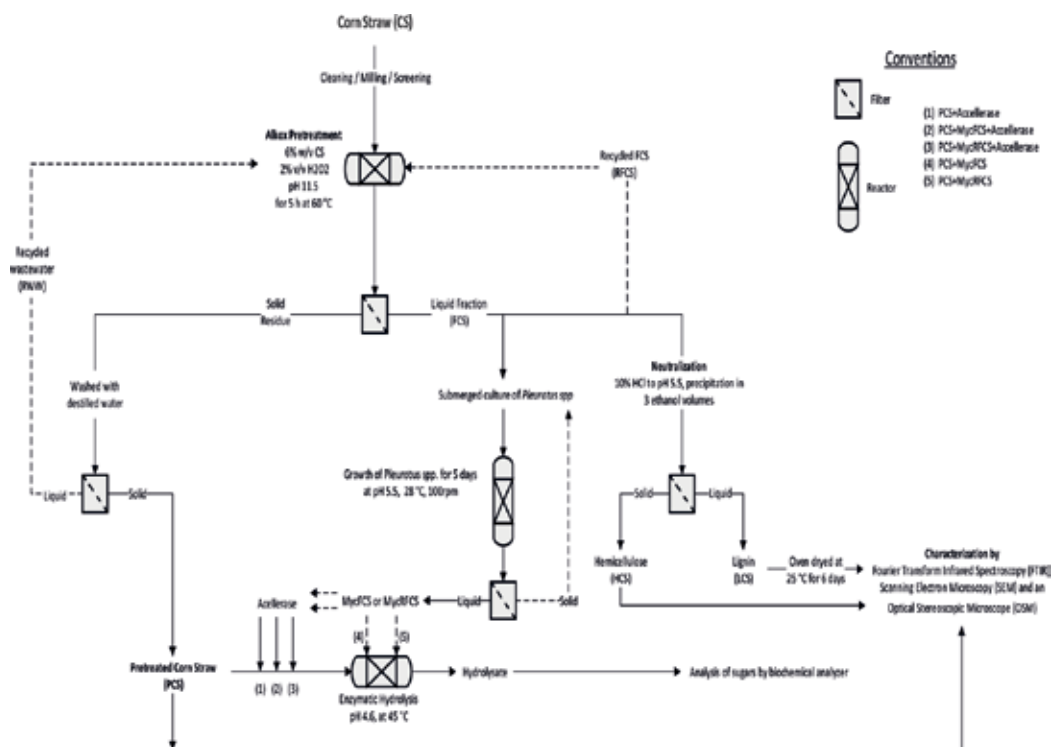 Corn Straw (CS)
Cleaning / Milling / Screening
Alkox Pretreatment
6% w/v CS
2% v/v H2O2
pH 11.5
for 5 h at 60 °C
Recycled FCS
(RFCS)
Conventions
Filter
Reactor
(1) PCS+Accellerase
(2) PCS+MycFCS+Accellerase
(3) PCS+MycRFCS+Accellerase
(4) PCS+MycFCS
(5) PCS+MycRFCS
Recycled
wastewater
(RWW)
Solid
Residue
Liquid Fraction
(FCS)
Washed with
destilled water
Submerged culture of Pleurotus spp
Neutralization
10% HCl to pH 5.5, precipitation in
3 ethanol volumes
Liquid
Solid
Growth of Pleurotus spp. for 5 days
at pH 5.5, 28 °C, 100rpm
Solid
Liquid
Hemicellulose
(HCS)
Lignin
(LCS)
Oven dryed at
25 °C for 6 days
Characterization by
Fourier Transform Infrared Spectroscopy (FTIR)
Scanning Electron Microscopy (SEM) and an
Optical Stereoscopic Microscope (OSM)
Acellerase
MycFCS or MycRFCS
Liquid
Solid
(4)
(5)
Pretreated Corn Straw
(PCS)
(1)
(2)
(3)
Enzymatic Hydrolysis
pH 4.6, at 45 °C
Hydrolysate
Analysis of sugars by biochemical analyzer